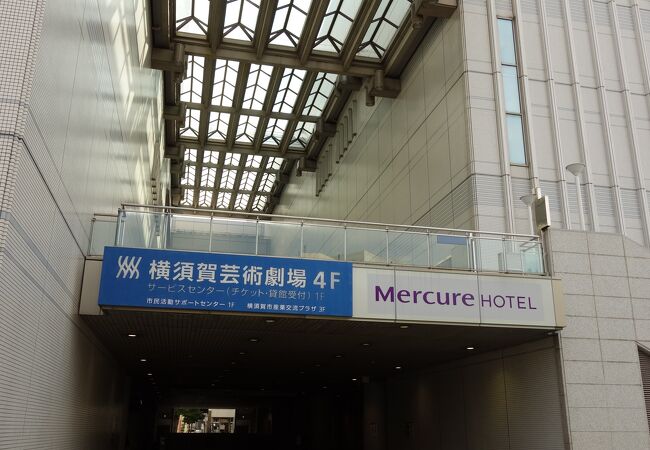 横須賀芸術劇場 4F
サービスセンター(チケット・貸館受付) 1F
市民活動サポートセンター 1F 横須賀市産業交流プラザ 3F
Mercure HOTEL